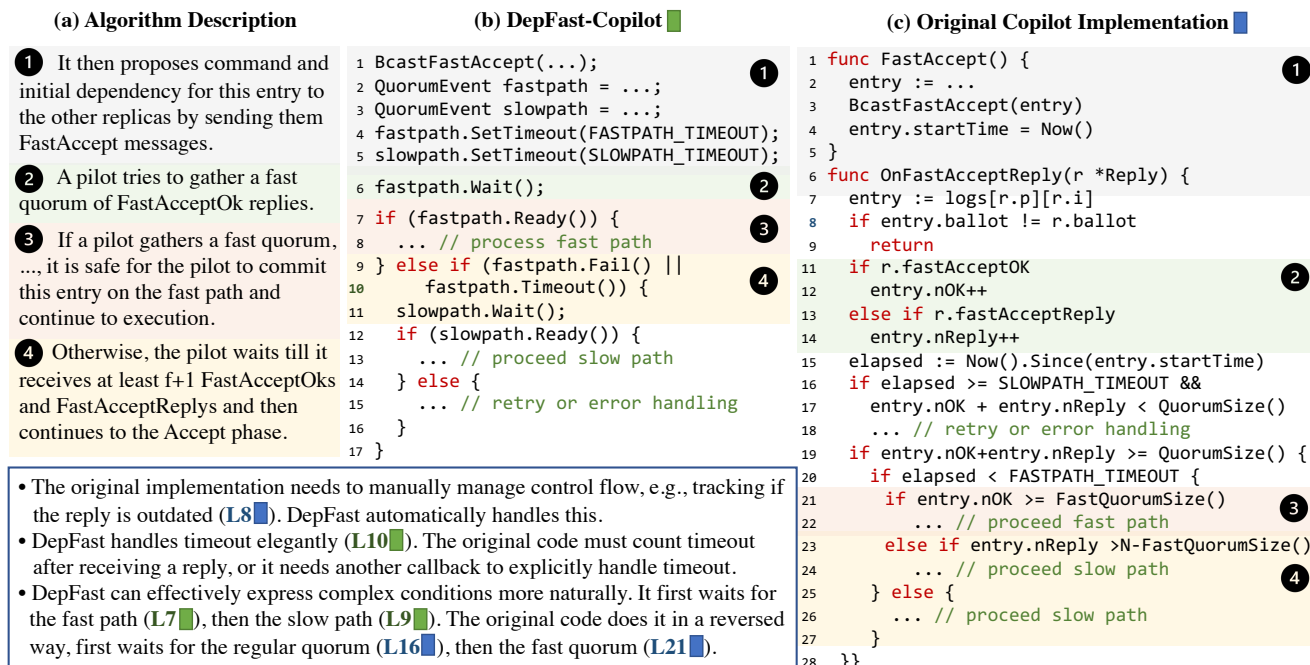 (a) Algorithm Description
1 It then proposes command and
initial dependency for this entry to
the other replicas by sending them
FastAccept messages.
2 A pilot tries to gather a fast
quorum of FastAcceptOk replies.
3 If a pilot gathers a fast quorum,
..., it is safe for the pilot to commit
this entry on the fast path and
continue to execution.
4 Otherwise, the pilot waits till it
receives at least f+1 FastAcceptOks
and FastAcceptReplys and then
continues to the Accept phase.
(b) DepFast-Copilot
1 BcastFastAccept(...);
1
2 QuorumEvent fastpath = ...;
3 QuorumEvent slowpath = ...;
4 fastpath.SetTimeout(FASTPATH_TIMEOUT);
5 slowpath.SetTimeout(SLOWPATH_TIMEOUT);
6 fastpath.Wait();
2
7 if (fastpath.Ready()) {
8 ... // process fast path
3
9 } else if (fastpath.Fail() ||
10 fastpath.Timeout()) {
4
11 slowpath.Wait();
12 if (slowpath.Ready()) {
13 ... // proceed slow path
14 } else {
15 ... // retry or error handling
16 }
17 }
(c) Original Copilot Implementation
1 func FastAccept() {
1
2 entry := ...
3 BcastFastAccept(entry)
4 entry.startTime = Now()
5 }
6 func OnFastAcceptReply(r *Reply) {
7 entry := logs[r.p][r.i]
8 if entry.ballot != r.ballot
9 return
11 if r.fastAcceptOK
2
12 entry.nOK++
13 else if r.fastAcceptReply
14 entry.nReply++
15 elapsed := Now().Since(entry.startTime)
16 if elapsed >= SLOWPATH_TIMEOUT &&
17 entry.nOK + entry.nReply < QuorumSize()
18 ... // retry or error handling
19 if entry.nOK+entry.nReply >= QuorumSize() {
20 if elapsed < FASTPATH_TIMEOUT {
21 if entry.nOK >= FastQuorumSize()
3
22 ... // proceed fast path
23 else if entry.nReply >N-FastQuorumSize()
24 ... // proceed slow path
4
25 } else {
26 ... // proceed slow path
27 }
28 }}
• The original implementation needs to manually manage control flow, e.g., tracking if
the reply is outdated (L8). DepFast automatically handles this.
• DepFast handles timeout elegantly (L10). The original code must count timeout
after receiving a reply, or it needs another callback to explicitly handle timeout.
• DepFast can effectively express complex conditions more naturally. It first waits for
the fast path (L7), then the slow path (L9). The original code does it in a reversed
way, first waits for the regular quorum (L16), then the fast quorum (L21).